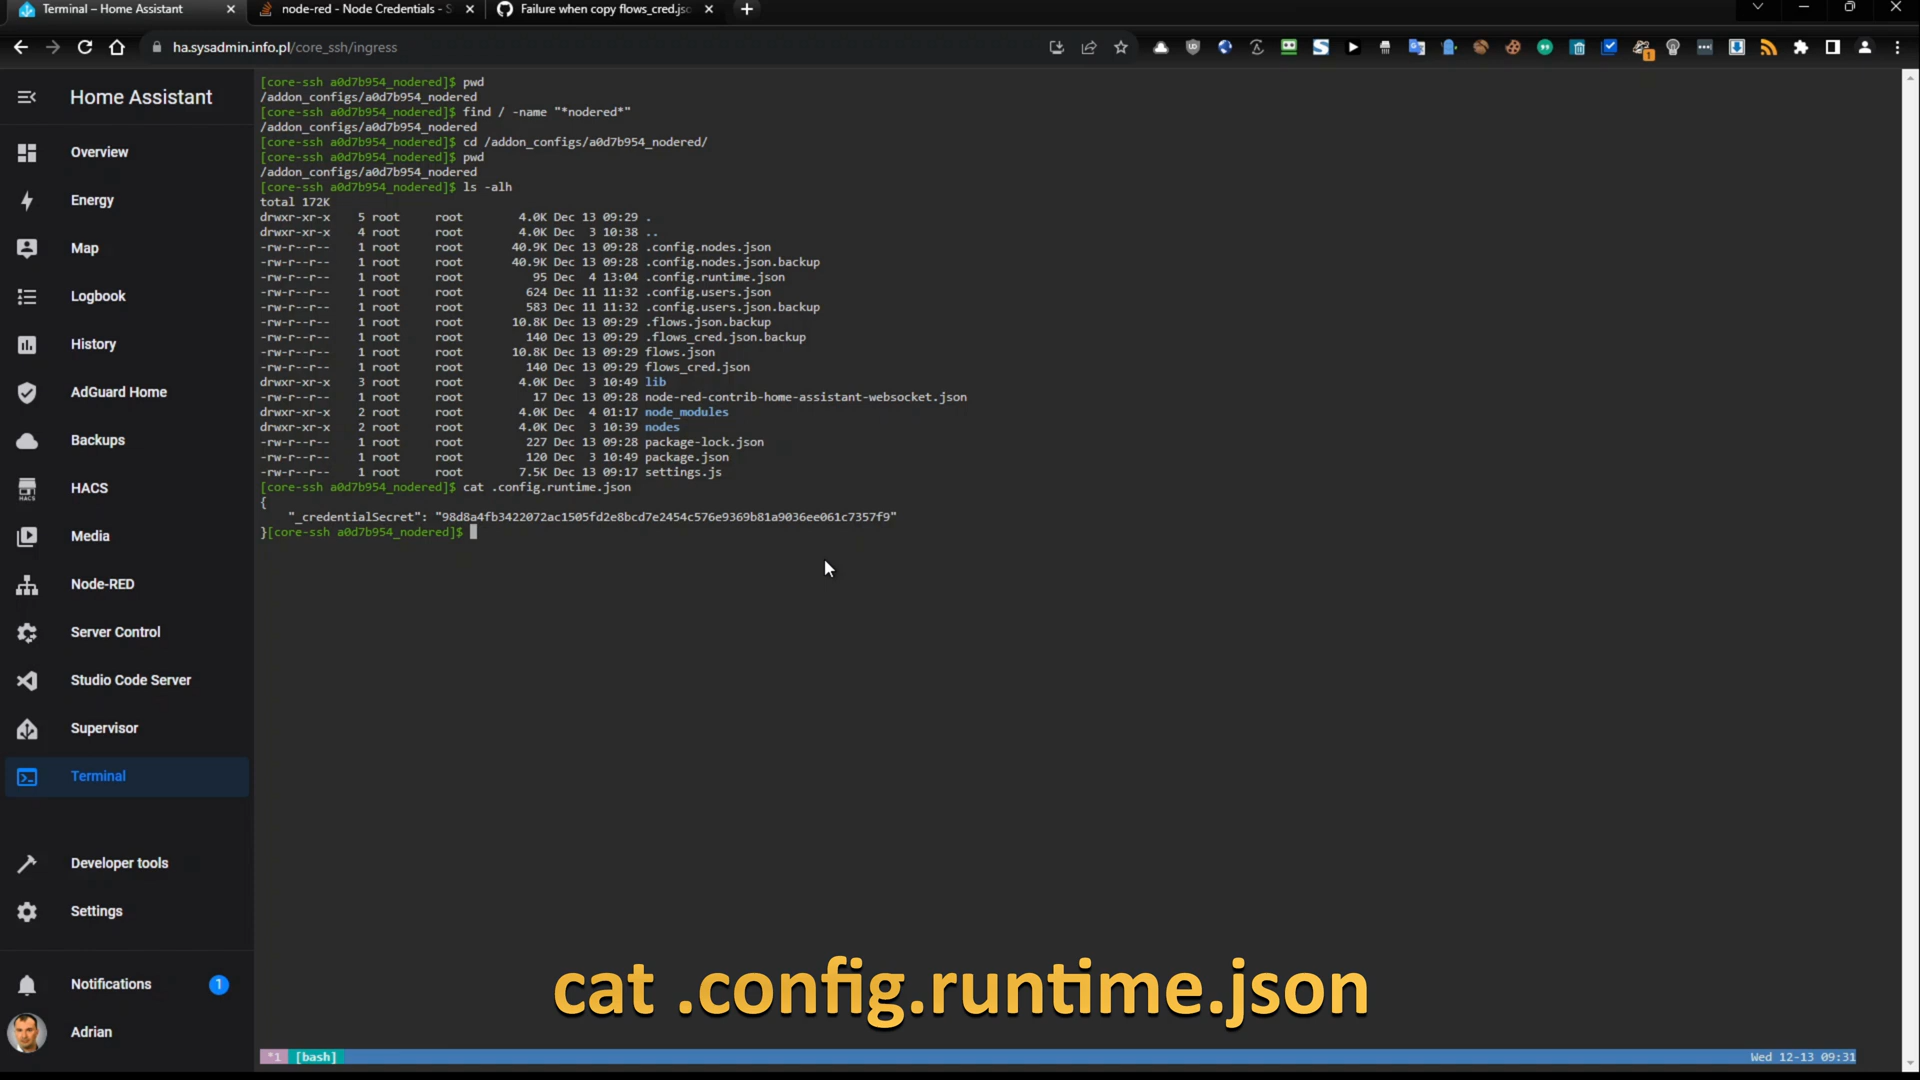 Terminal – Home Assistant
node-red - Node Credentials - S
Failure when copy flows_cred.jso
ha.sysadmin.info.pl/core_ssh/ingress
1
Home Assistant
Overview
Energy
Map
Logbook
History
AdGuard Home
Backups
HACS
HACS
Media
Node-RED
Server Control
Studio Code Server
Supervisor
Terminal
Developer tools
Settings
Notifications
1
Adrian
[core-ssh a0d7b954_nodered]$ pwd
/addon_configs/a0d7b954_nodered
[core-ssh a0d7b954_nodered]$ find / -name "*nodered*"
/addon_configs/a0d7b954_nodered
[core-ssh a0d7b954_nodered]$ cd /addon_configs/a0d7b954_nodered/
[core-ssh a0d7b954_nodered]$ pwd
/addon_configs/a0d7b954_nodered
[core-ssh a0d7b954_nodered]$ ls -alh
total 172K
drwxr-xr-x 5 root root 4.0K Dec 13 09:29 .
drwxr-xr-x 4 root root 4.0K Dec 3 10:38 ..
-rw-r--r-- 1 root root 40.9K Dec 13 09:28 .config.nodes.json
-rw-r--r-- 1 root root 40.9K Dec 13 09:28 .config.nodes.json.backup
-rw-r--r-- 1 root root 95 Dec 4 13:04 .config.runtime.json
-rw-r--r-- 1 root root 624 Dec 11 11:32 .config.users.json
-rw-r--r-- 1 root root 583 Dec 11 11:32 .config.users.json.backup
-rw-r--r-- 1 root root 10.8K Dec 13 09:29 .flows.json.backup
-rw-r--r-- 1 root root 140 Dec 13 09:29 .flows_cred.json.backup
-rw-r--r-- 1 root root 10.8K Dec 13 09:29 flows.json
-rw-r--r-- 1 root root 140 Dec 13 09:29 flows_cred.json
drwxr-xr-x 3 root root 4.0K Dec 3 10:49 lib
-rw-r--r-- 1 root root 17 Dec 13 09:28 node-red-contrib-home-assistant-websocket.json
drwxr-xr-x 2 root root 4.0K Dec 4 01:17 node_modules
drwxr-xr-x 2 root root 4.0K Dec 3 10:39 nodes
-rw-r--r-- 1 root root 227 Dec 13 09:28 package-lock.json
-rw-r--r-- 1 root root 120 Dec 3 10:49 package.json
-rw-r--r-- 1 root root 7.5K Dec 13 09:17 settings.js
[core-ssh a0d7b954_nodered]$ cat .config.runtime.json
{
"_credentialSecret": "98d8a4fb3422072ac1505fd2e8bcd7e2454c576e9369b81a9036ee061c7357f9"
}[core-ssh a0d7b954_nodered]$
cat .config.runtime.json
*1 [bash]
Wed 12-13 09:31